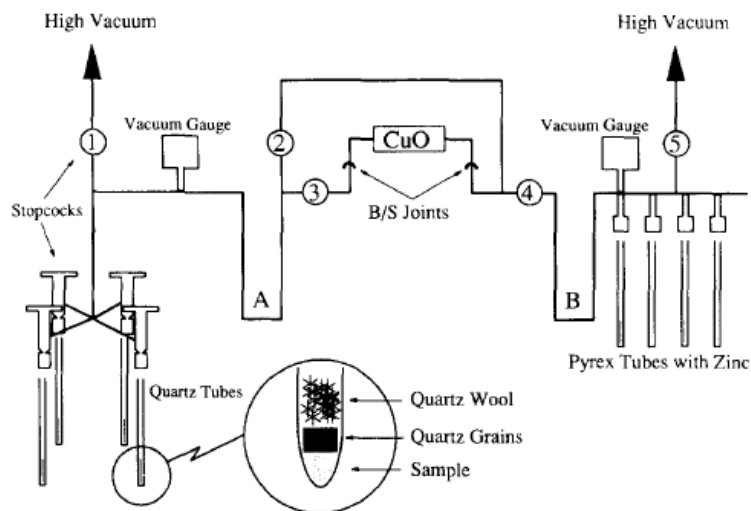 High Vacuum
High Vacuum
Vacuum Gauge
Vacuum Gauge
1
2
CuO
5
Stopcocks
3
4
B/S Joints
A
B
Pyrex Tubes with Zinc
Quartz Tubes
Quartz Wool
Quartz Grains
Sample